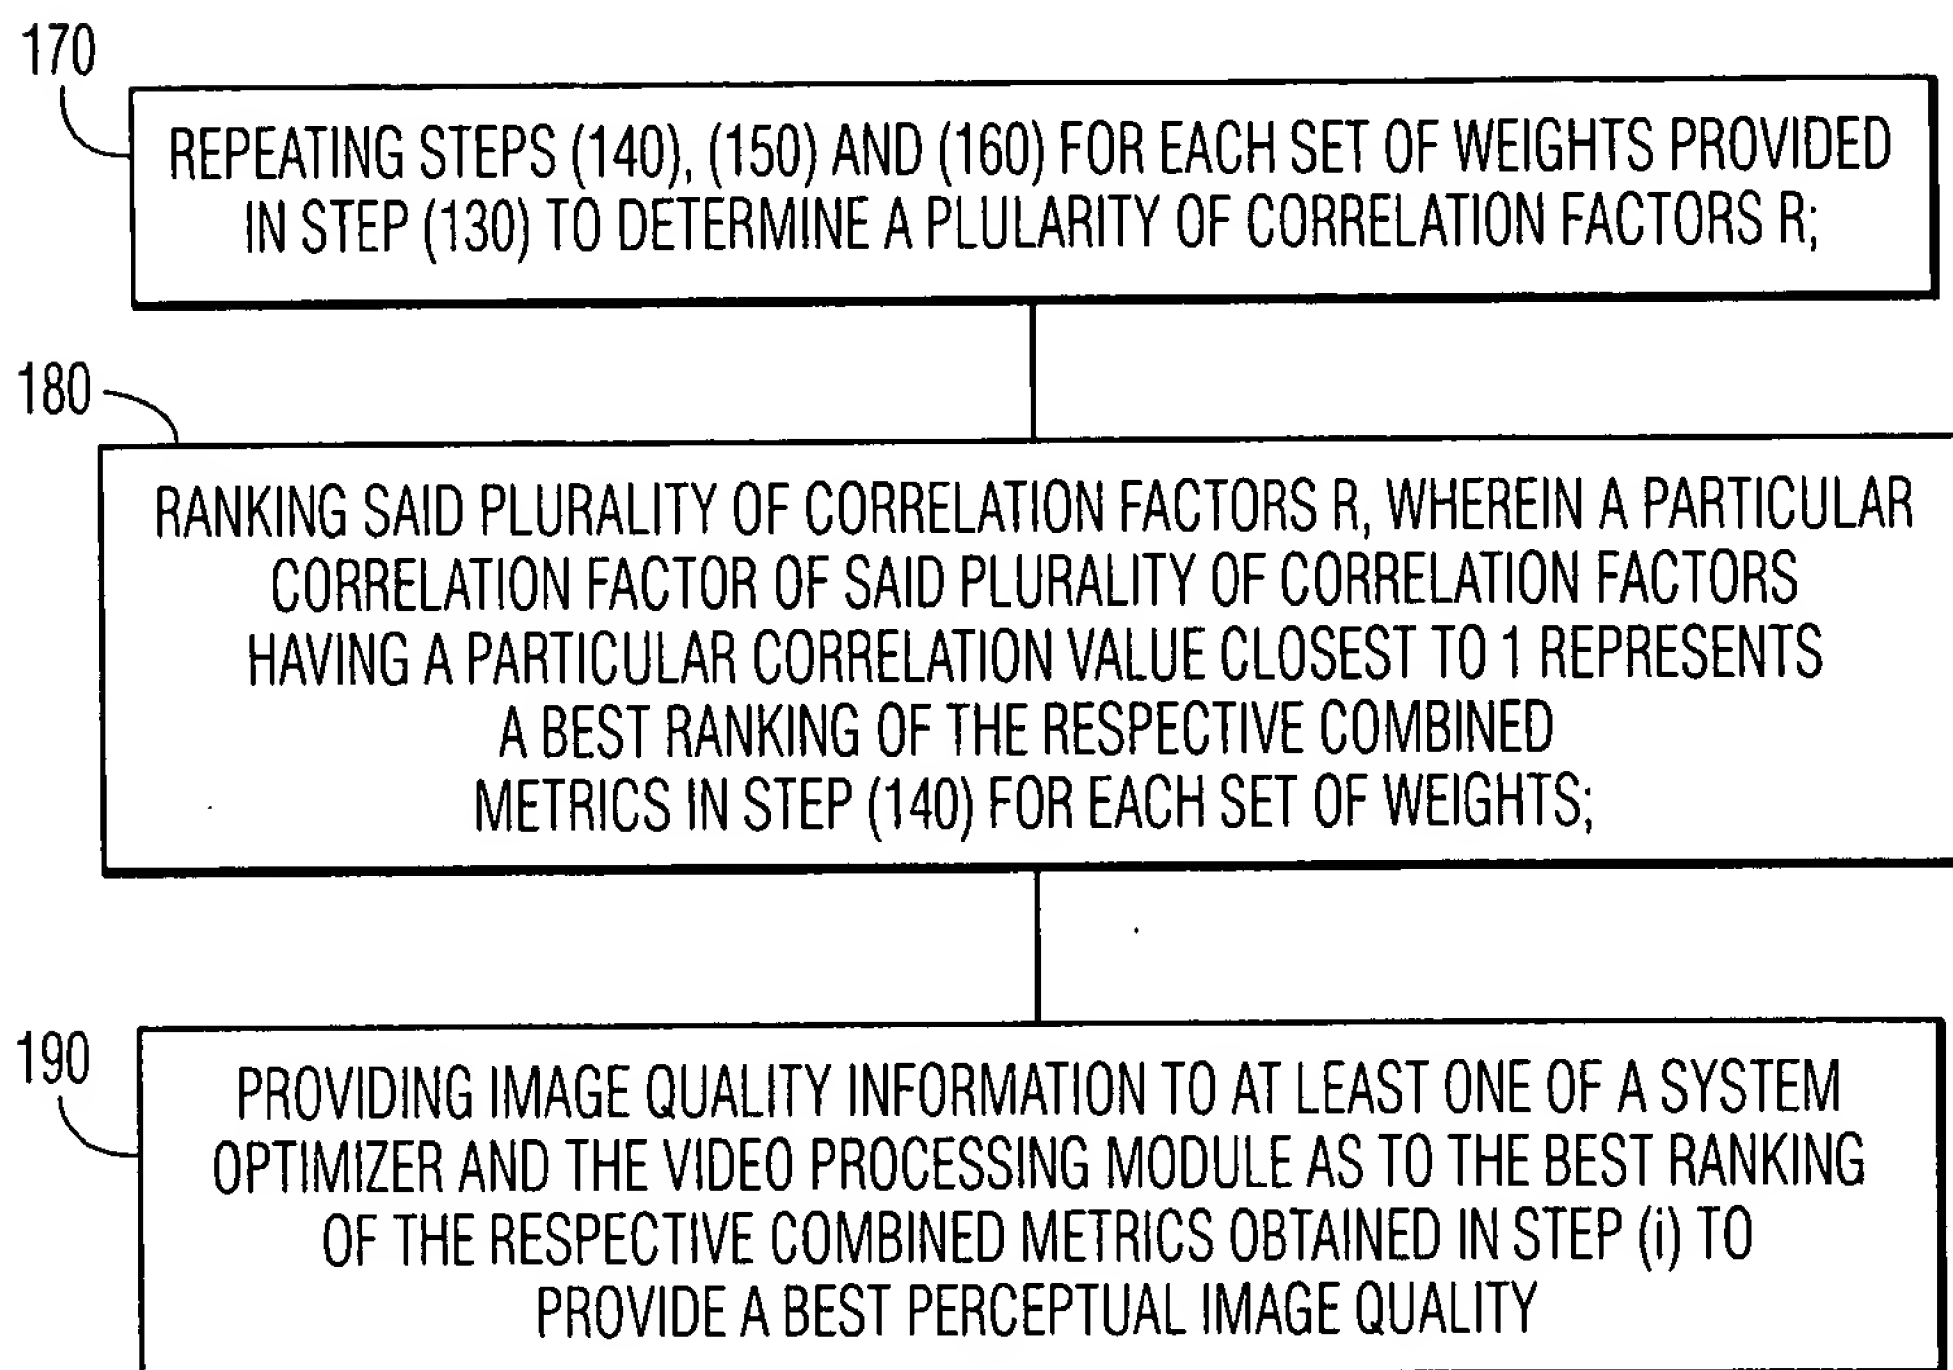 170
REPEATING STEPS (140), (150) AND (160) FOR EACH SET OF WEIGHTS PROVIDED
IN STEP (130) TO DETERMINE A PLULARITY OF CORRELATION FACTORS R;
180
RANKING SAID PLURALITY OF CORRELATION FACTORS R, WHEREIN A PARTICULAR
CORRELATION FACTOR OF SAID PLURALITY OF CORRELATION FACTORS
HAVING A PARTICULAR CORRELATION VALUE CLOSEST TO 1 REPRESENTS
A BEST RANKING OF THE RESPECTIVE COMBINED
METRICS IN STEP (140) FOR EACH SET OF WEIGHTS;
190
PROVIDING IMAGE QUALITY INFORMATION TO AT LEAST ONE OF A SYSTEM
OPTIMIZER AND THE VIDEO PROCESSING MODULE AS TO THE BEST RANKING
OF THE RESPECTIVE COMBINED METRICS OBTAINED IN STEP (i) TO
PROVIDE A BEST PERCEPTUAL IMAGE QUALITY